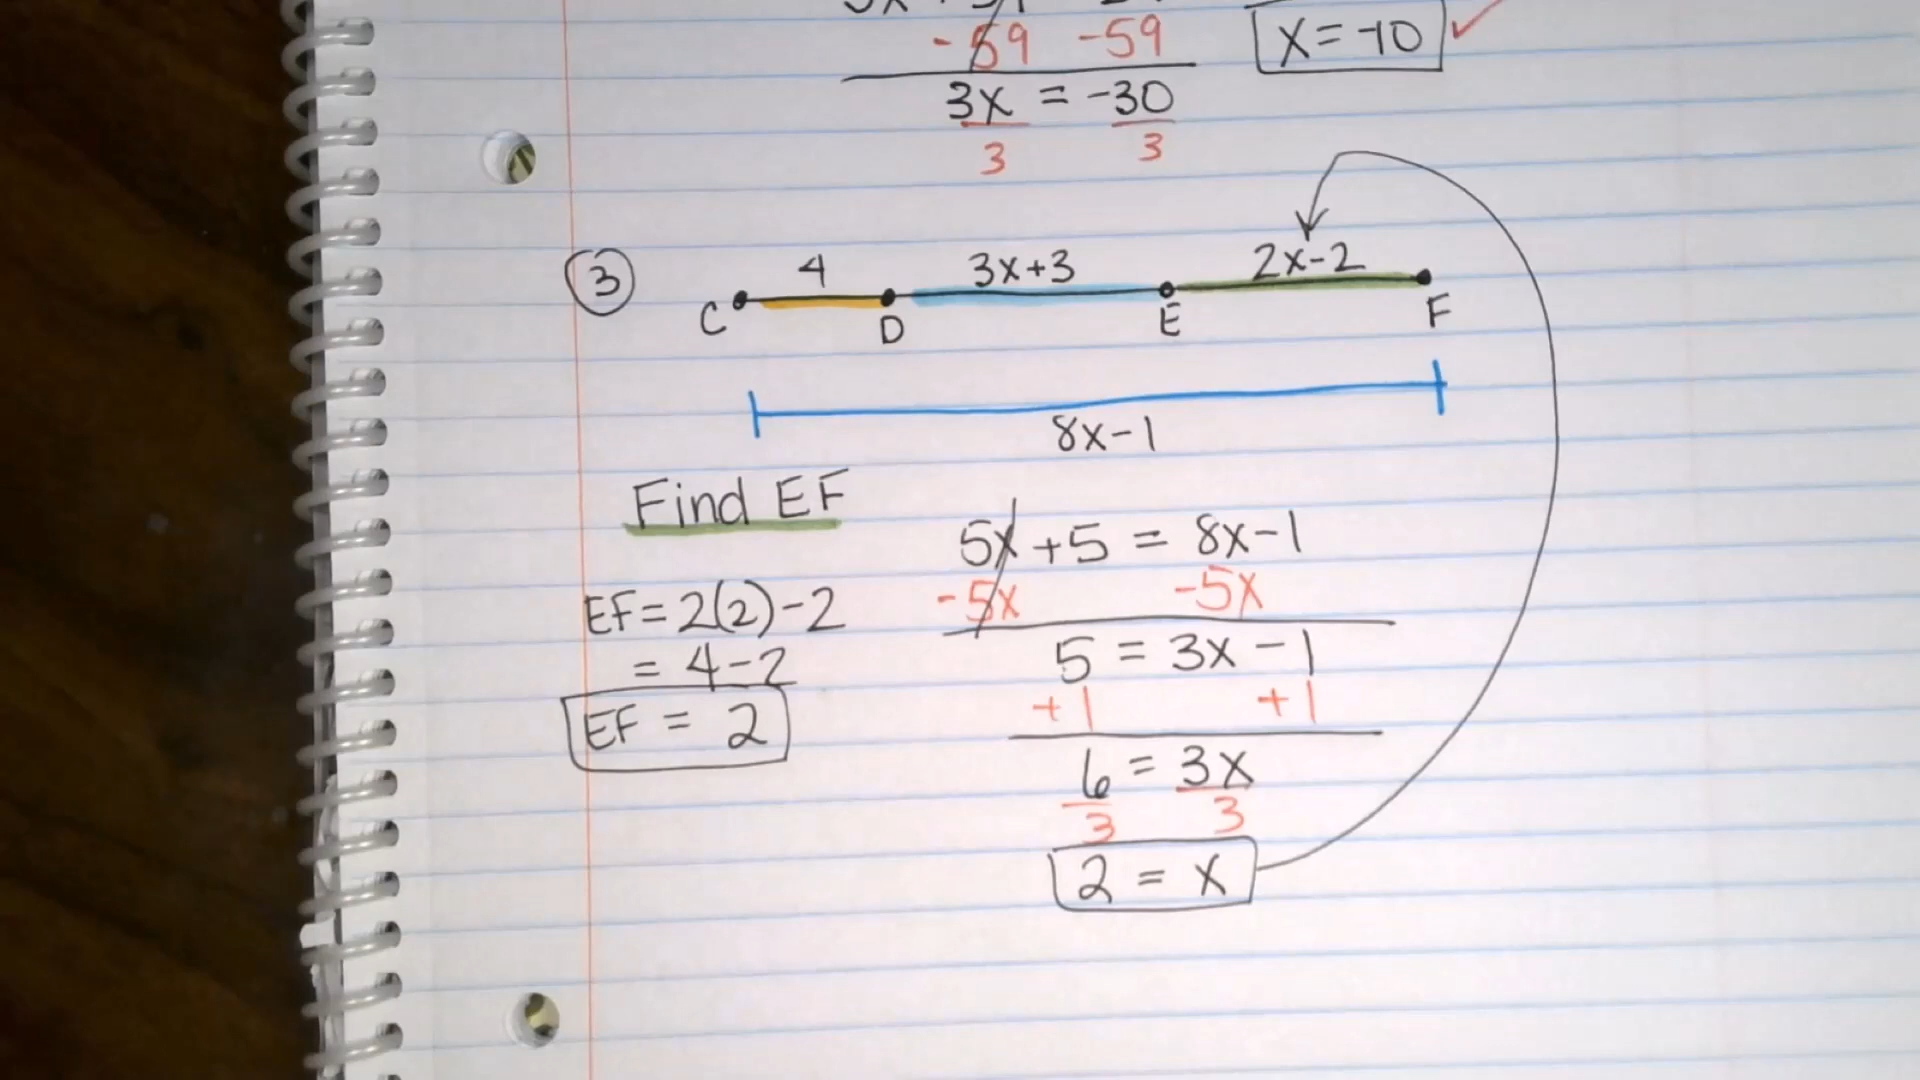 -59 -59
x=-10 ✓
3x = -30
3 3
③
4 3x+3 2x-2
C D E F
8x-1
Find EF
5x+5 = 8x-1
-5x -5x
5 = 3x-1
+1 +1
6 = 3x
3 3
2 = x
EF=2(2)-2
= 4-2
EF = 2